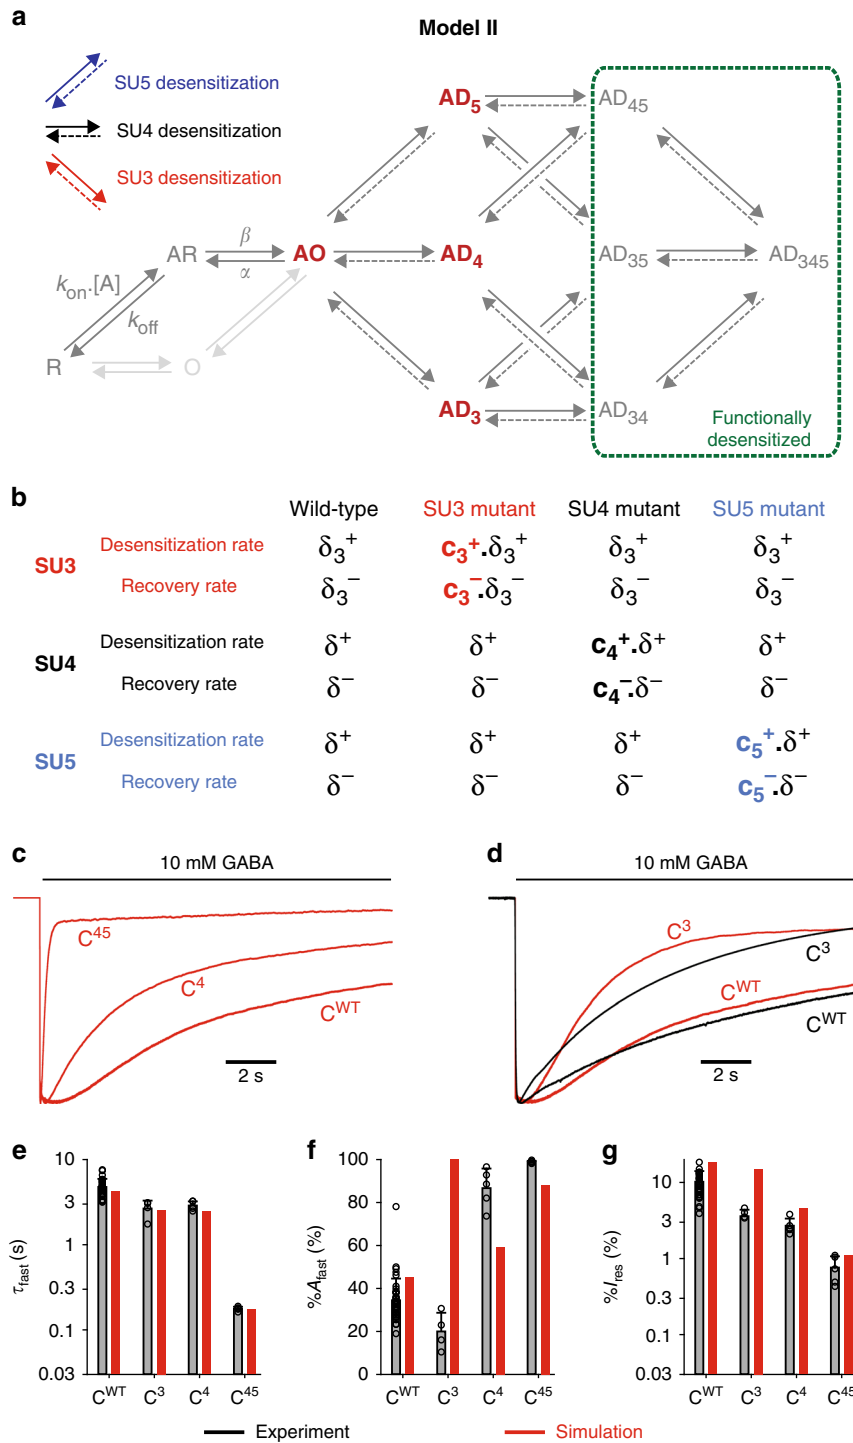 a
Model II
SU5 desensitization
SU4 desensitization
SU3 desensitization
AD5
AD45
AR
β
α
AO
AD4
AD35
AD345
kon.[A]
koff
R
O
AD3
AD34
Functionally
desensitized
b
Wild-type SU3 mutant SU4 mutant SU5 mutant
SU3
Desensitization rate δ3+ c3+.δ3+ δ3+ δ3+
Recovery rate δ3− c3−.δ3− δ3− δ3−
SU4
Desensitization rate δ+ δ+ c4+.δ+ δ+
Recovery rate δ− δ− c4−.δ− δ−
SU5
Desensitization rate δ+ δ+ δ+ c5+.δ+
Recovery rate δ− δ− δ− c5−.δ−
c
10 mM GABA
C45
C4
CWT
2 s
d
10 mM GABA
C3
C3
CWT
CWT
2 s
e
τfast (s)
10
3
1
0.3
0.1
0.03
CWT C3 C4 C45
f
%Afast (%)
100
80
60
40
20
0
CWT C3 C4 C45
g
%Ires (%)
10
3
1
0.3
0.1
0.03
CWT C3 C4 C45
Experiment
Simulation